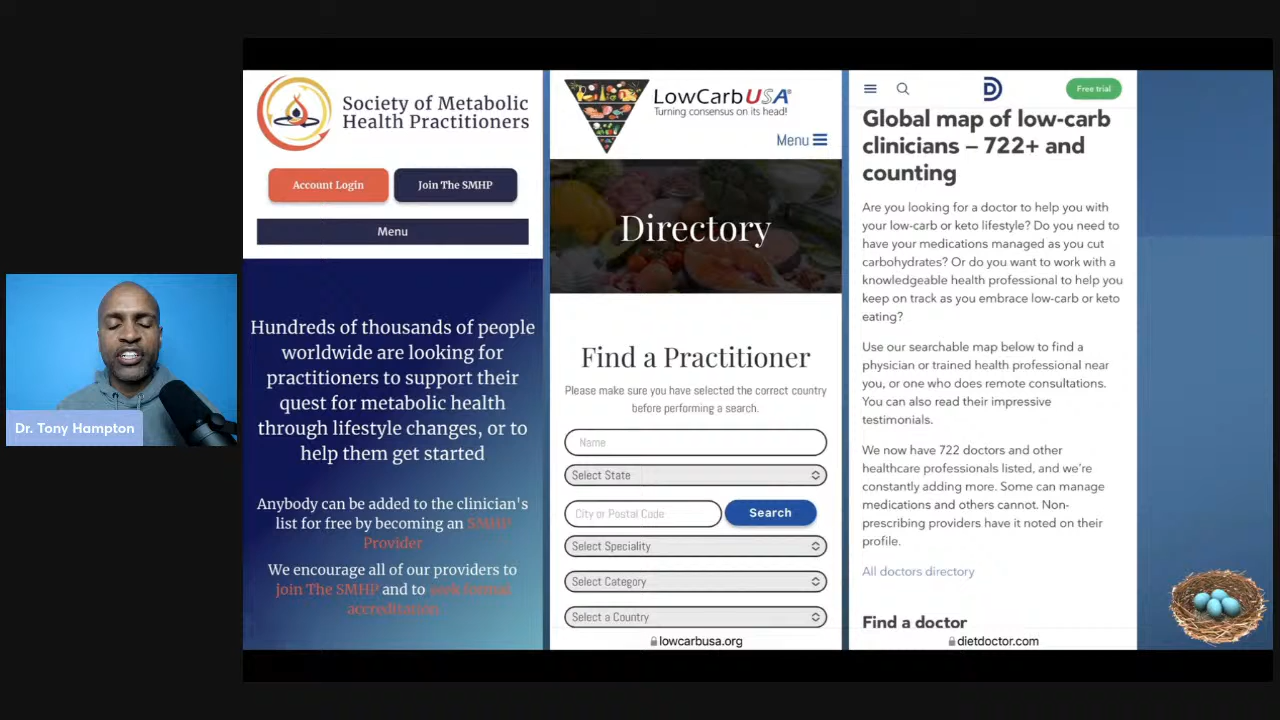 Dr. Tony Hampton
Society of Metabolic
Health Practitioners
Account Login
Join The SMHP
Menu
Hundreds of thousands of people
worldwide are looking for
practitioners to support their
quest for metabolic health
through lifestyle changes, or to
help them get started
Anybody can be added to the clinician's
list for free by becoming an SMHP
Provider
We encourage all of our providers to
join The SMHP and to seek formal
accreditation
LowCarbUSA®
Turning consensus on its head!
Menu
Directory
Find a Practitioner
Please make sure you have selected the correct country
before performing a search.
Name
Select State
City or Postal Code
Search
Select Speciality
Select Category
Select a Country
lowcarbusa.org
D
Free trial
Global map of low-carb
clinicians – 722+ and
counting
Are you looking for a doctor to help you with
your low-carb or keto lifestyle? Do you need to
have your medications managed as you cut
carbohydrates? Or do you want to work with a
knowledgeable health professional to help you
keep on track as you embrace low-carb or keto
eating?
Use our searchable map below to find a
physician or trained health professional near
you, or one who does remote consultations.
You can also read their impressive
testimonials.
We now have 722 doctors and other
healthcare professionals listed, and we're
constantly adding more. Some can manage
medications and others cannot. Non-
prescribing providers have it noted on their
profile.
All doctors directory
Find a doctor
dietdoctor.com